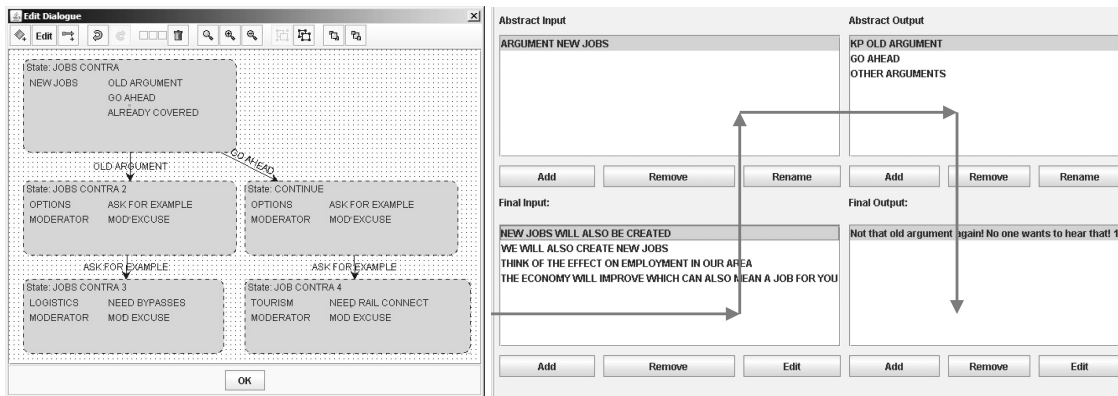 Edit Dialogue
Edit
State: JOBS CONTRA
NEW JOBS OLD ARGUMENT
GO AHEAD
ALREADY COVERED
OLD ARGUMENT
GO AHEAD
State: JOBS CONTRA 2
OPTIONS ASK FOR EXAMPLE
MODERATOR MOD EXCUSE
State: CONTINUE
OPTIONS ASK FOR EXAMPLE
MODERATOR MOD EXCUSE
ASK FOR EXAMPLE
ASK FOR EXAMPLE
State: JOBS CONTRA 3
LOGISTICS NEED BYPASSES
MODERATOR MOD EXCUSE
State: JOB CONTRA 4
TOURISM NEED RAIL CONNECT
MODERATOR MOD EXCUSE
OK
Abstract Input
ARGUMENT NEW JOBS
Add Remove Rename
Abstract Output
KP OLD ARGUMENT
GO AHEAD
OTHER ARGUMENTS
Add Remove Rename
Final Input:
NEW JOBS WILL ALSO BE CREATED
WE WILL ALSO CREATE NEW JOBS
THINK OF THE EFFECT ON EMPLOYMENT IN OUR AREA
THE ECONOMY WILL IMPROVE WHICH CAN ALSO MEAN A JOB FOR YOU
Add Remove Edit
Final Output:
Not that old argument again! No one wants to hear that! 1
Add Remove Edit